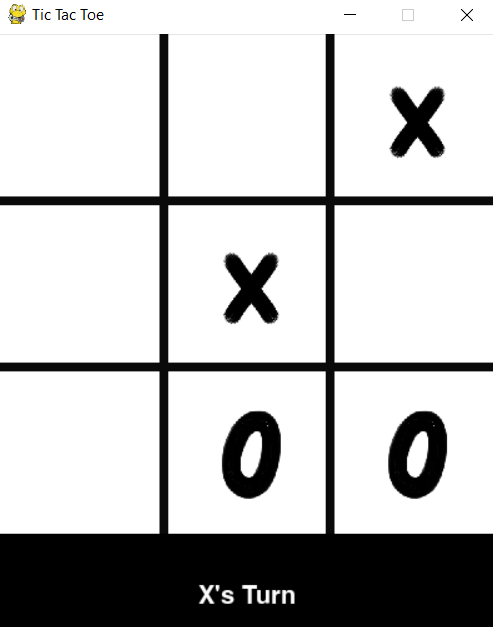 Tic Tac Toe
X
X
O O
X's Turn